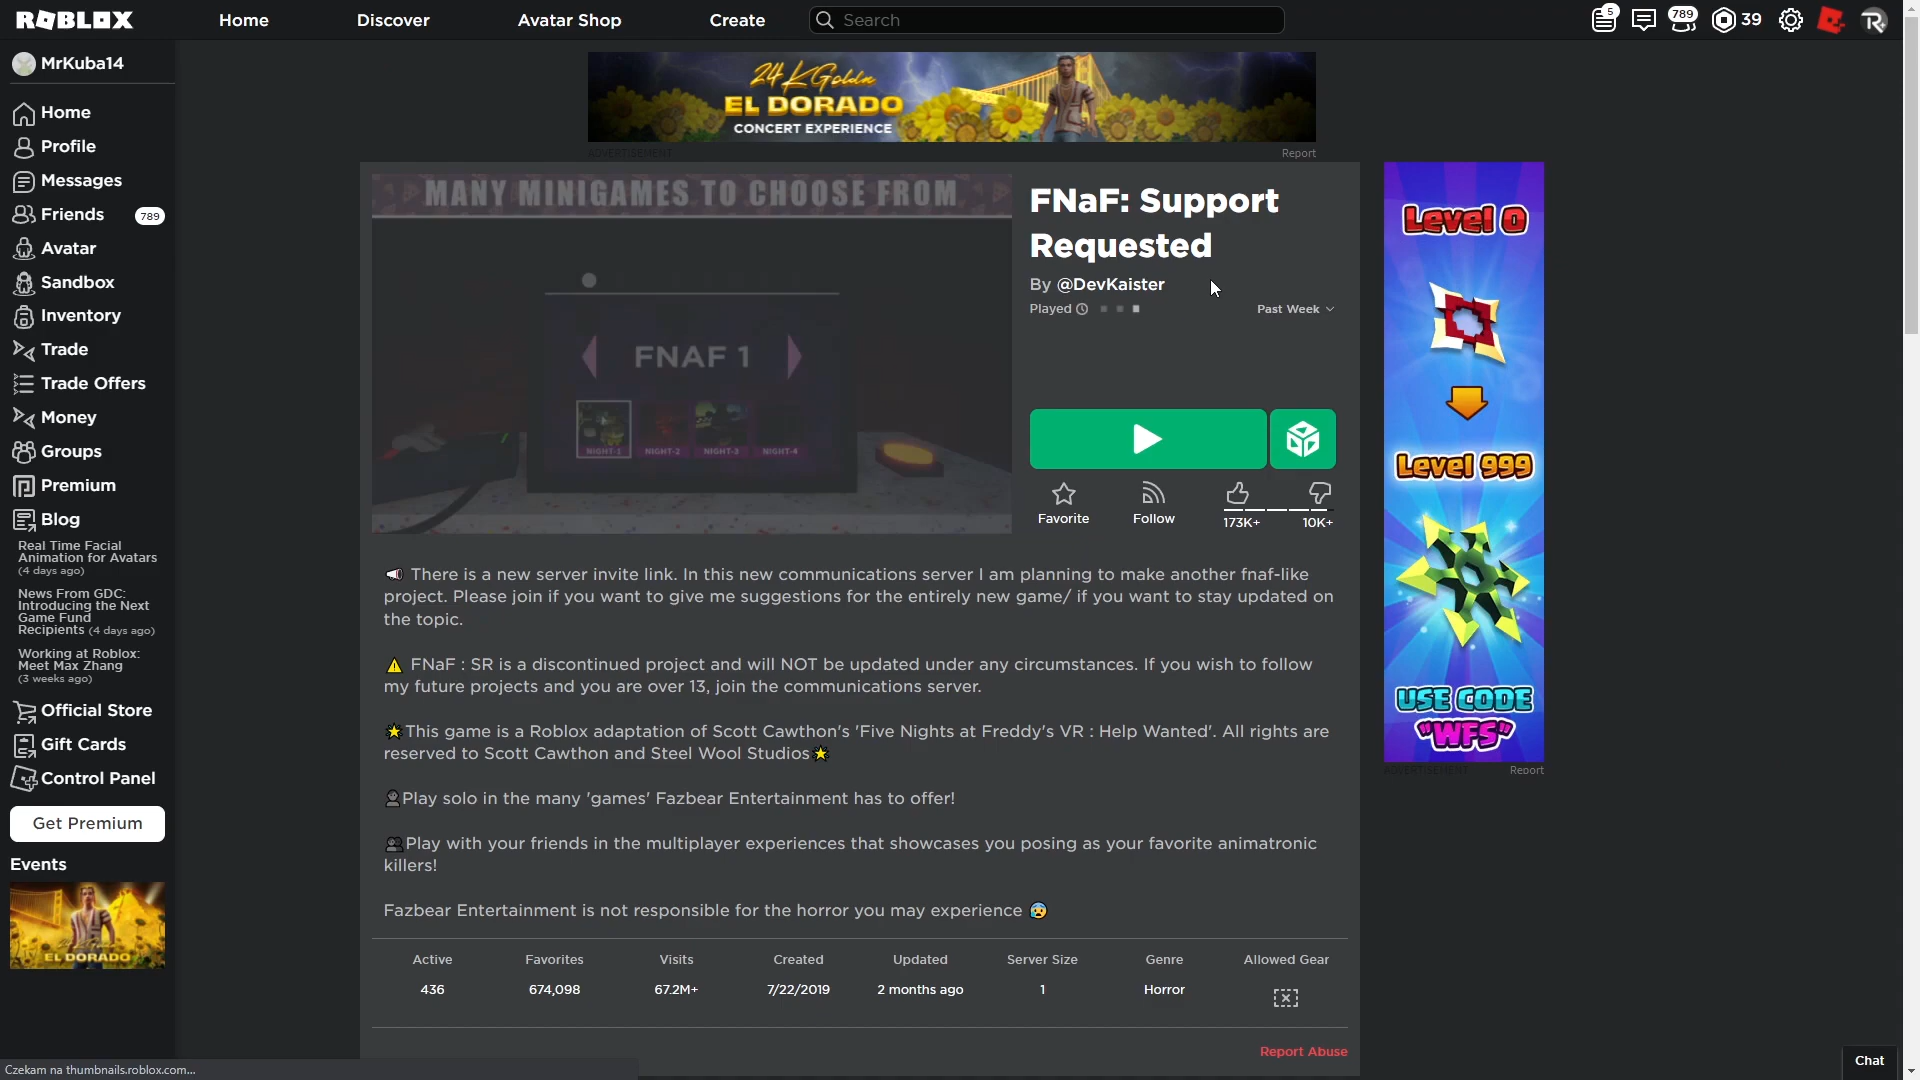 ROBLOX
Home
Discover
Avatar Shop
Create
Search
5
789
39
MrKuba14
Home
Profile
Messages
Friends
789
Avatar
Sandbox
Inventory
Trade
Trade Offers
Money
Groups
Premium
Blog
Real Time Facial
Animation for Avatars
(4 days ago)
News From GDC:
Introducing the Next
Game Fund
Recipients (4 days ago)
Working at Roblox:
Meet Max Zhang
(3 weeks ago)
Official Store
Gift Cards
Control Panel
Get Premium
Events
EL DORADO
24KGoldn
EL DORADO
CONCERT EXPERIENCE
ADVERTISEMENT
Report
MANY MINIGAMES TO CHOOSE FROM
FNAF 1
NIGHT-1
NIGHT-2
NIGHT-3
NIGHT-4
FNaF: Support
Requested
By @DevKaister
Played
Past Week
Favorite
Follow
173K+
10K+
📢 There is a new server invite link. In this new communications server I am planning to make another fnaf-like
project. Please join if you want to give me suggestions for the entirely new game/ if you want to stay updated on
the topic.
⚠️ FNaF : SR is a discontinued project and will NOT be updated under any circumstances. If you wish to follow
my future projects and you are over 13, join the communications server.
🌟This game is a Roblox adaptation of Scott Cawthon's 'Five Nights at Freddy's VR : Help Wanted'. All rights are
reserved to Scott Cawthon and Steel Wool Studios🌟
👤Play solo in the many 'games' Fazbear Entertainment has to offer!
👥Play with your friends in the multiplayer experiences that showcases you posing as your favorite animatronic
killers!
Fazbear Entertainment is not responsible for the horror you may experience 😰
Active
Favorites
Visits
Created
Updated
Server Size
Genre
Allowed Gear
436
674,098
67.2M+
7/22/2019
2 months ago
1
Horror
Report Abuse
Level 0
Level 999
USE CODE
"WFS"
ADVERTISEMENT
Report
Chat
Czekam na thumbnails.roblox.com...